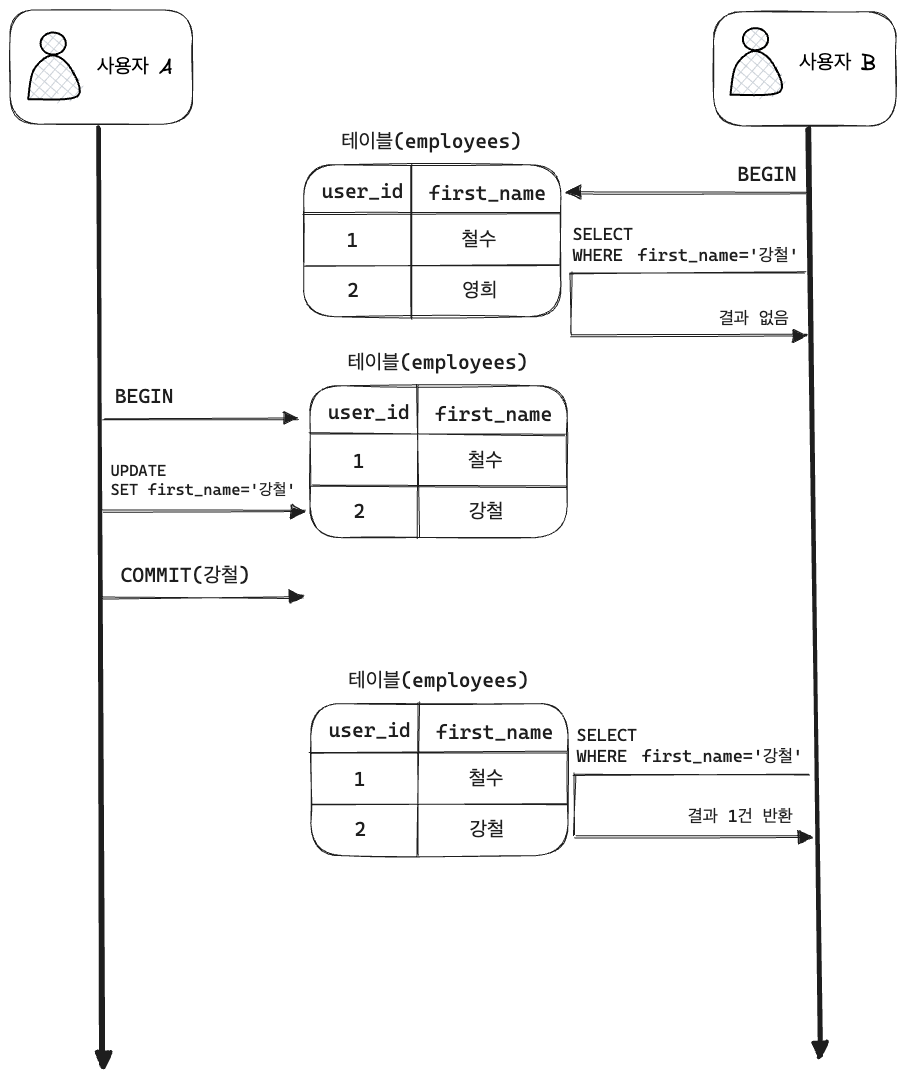 사용자 A
사용자 B
테이블(employees)
user_id first_name
1 철수
2 영희
BEGIN
SELECT
WHERE first_name='강철'
결과 없음
테이블(employees)
user_id first_name
1 철수
2 강철
BEGIN
UPDATE
SET first_name='강철'
COMMIT(강철)
테이블(employees)
user_id first_name
1 철수
2 강철
SELECT
WHERE first_name='강철'
결과 1건 반환